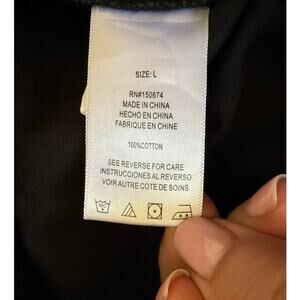 SIZE: L
RN#150674
MADE IN CHINA
HECHO EN CHINA
FABRIQUE EN CHINE
100%COTTON
SEE REVERSE FOR CARE
INSTRUCCIONES AL REVERSO
VOIR AUTRE COTE DE SOINS